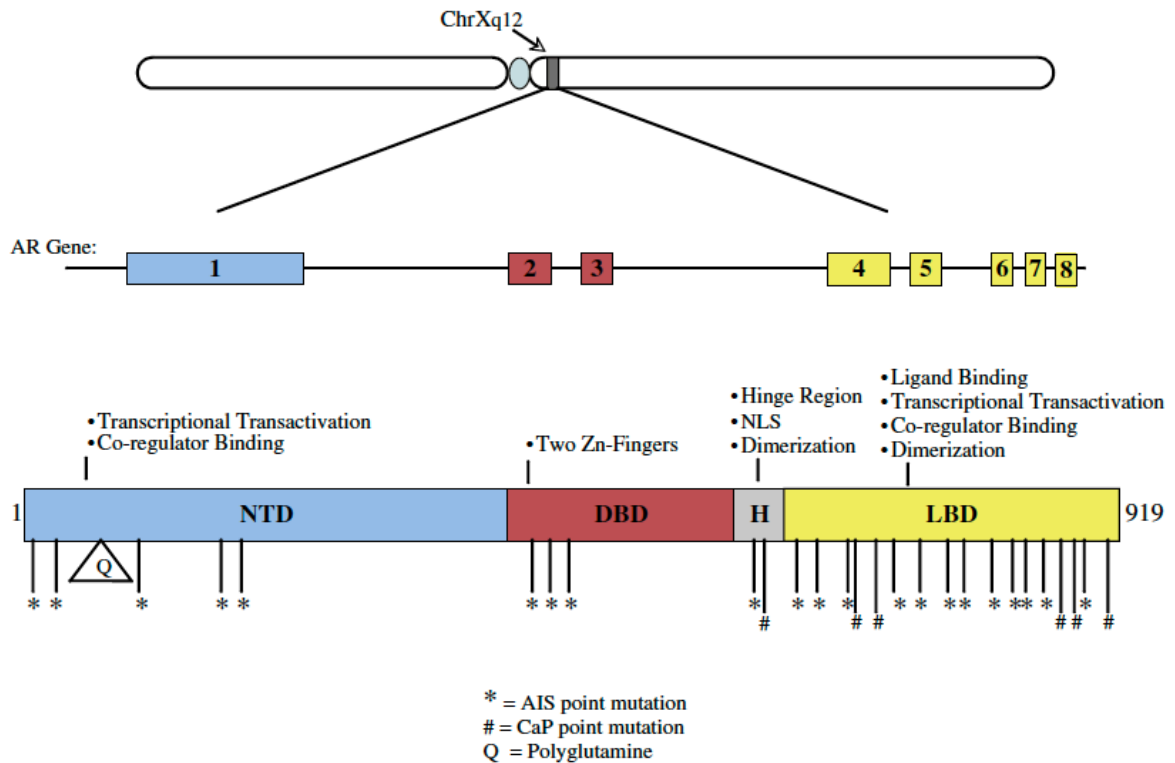 ChrXq12
AR Gene:
1 2 3 4 5 6 7 8
• Transcriptional Transactivation
• Co-regulator Binding
• Two Zn-Fingers
• Hinge Region
• NLS
• Dimerization
• Ligand Binding
• Transcriptional Transactivation
• Co-regulator Binding
• Dimerization
1 NTD DBD H LBD 919
Q
* * * * * * * * * # * * * # # * * * * * * * * # # * #
* = AIS point mutation
# = CaP point mutation
Q = Polyglutamine